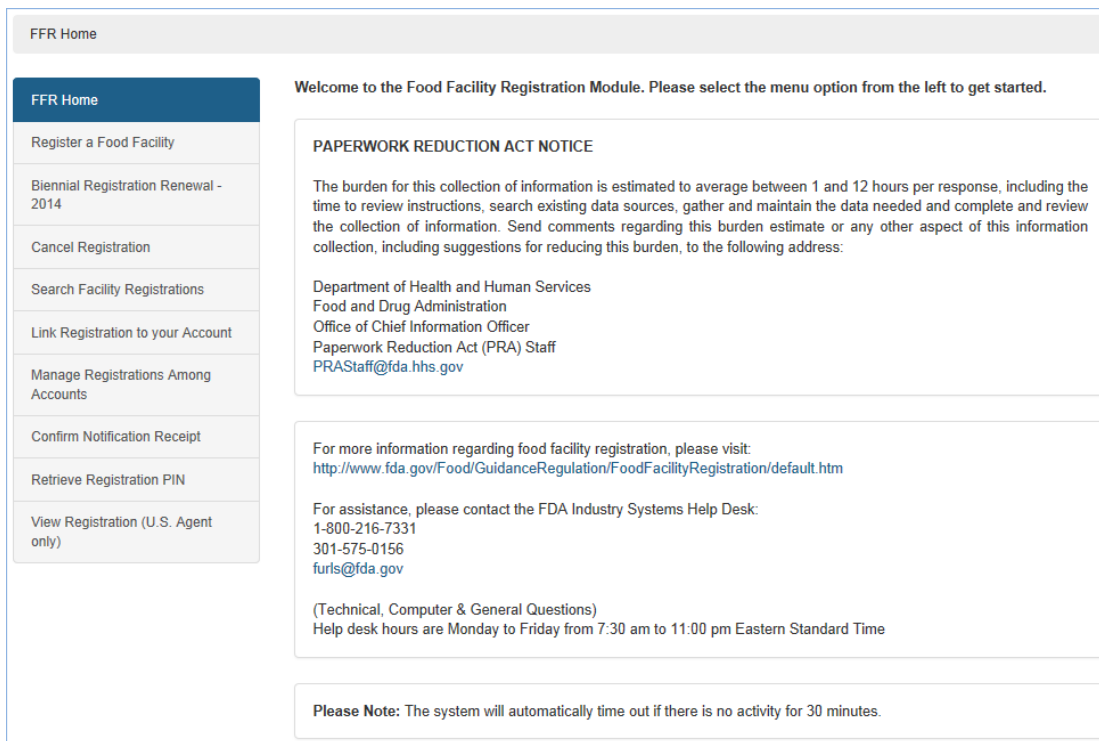 FFR Home
FFR Home
Register a Food Facility
Biennial Registration Renewal -
2014
Cancel Registration
Search Facility Registrations
Link Registration to your Account
Manage Registrations Among
Accounts
Confirm Notification Receipt
Retrieve Registration PIN
View Registration (U.S. Agent
only)
Welcome to the Food Facility Registration Module. Please select the menu option from the left to get started.
PAPERWORK REDUCTION ACT NOTICE
The burden for this collection of information is estimated to average between 1 and 12 hours per response, including the
time to review instructions, search existing data sources, gather and maintain the data needed and complete and review
the collection of information. Send comments regarding this burden estimate or any other aspect of this information
collection, including suggestions for reducing this burden, to the following address:
Department of Health and Human Services
Food and Drug Administration
Office of Chief Information Officer
Paperwork Reduction Act (PRA) Staff
PRAStaff@fda.hhs.gov
For more information regarding food facility registration, please visit:
http://www.fda.gov/Food/GuidanceRegulation/FoodFacilityRegistration/default.htm
For assistance, please contact the FDA Industry Systems Help Desk:
1-800-216-7331
301-575-0156
furls@fda.gov
(Technical, Computer & General Questions)
Help desk hours are Monday to Friday from 7:30 am to 11:00 pm Eastern Standard Time
Please Note: The system will automatically time out if there is no activity for 30 minutes.